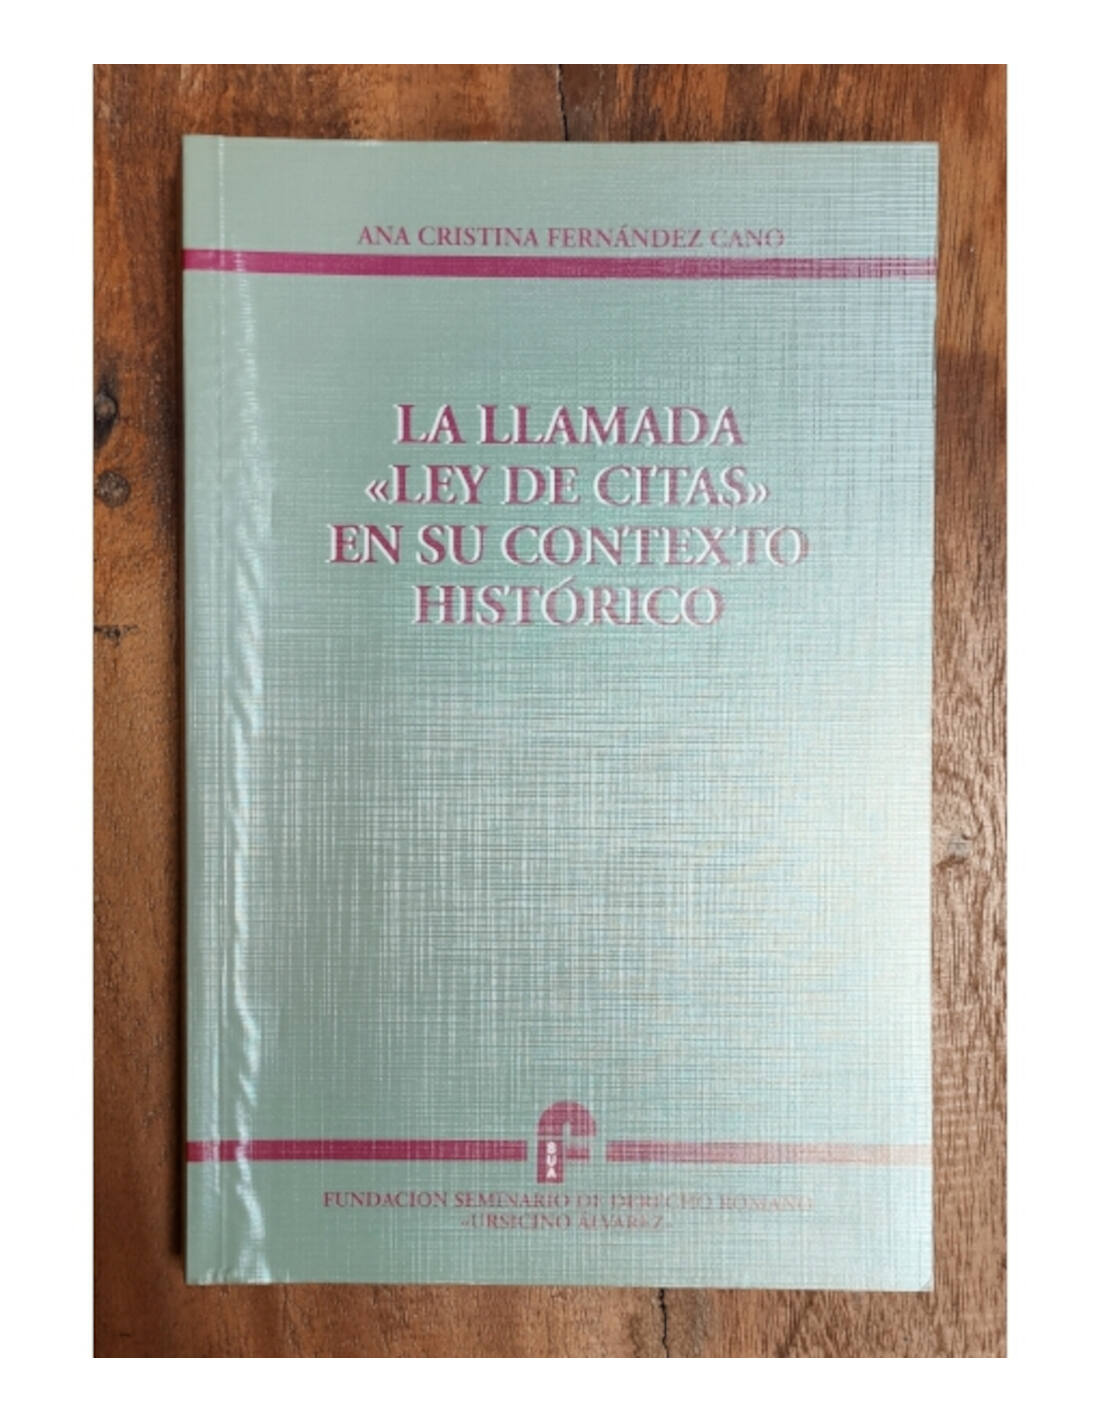 ANA CRISTINA FERNÁNDEZ CANO
LA LLAMADA
«LEY DE CITAS»
EN SU CONTEXTO
HISTÓRICO
SUA
FUNDACION SEMINARIO DE DERECHO ROMANO
«URSICINO ALVAREZ»